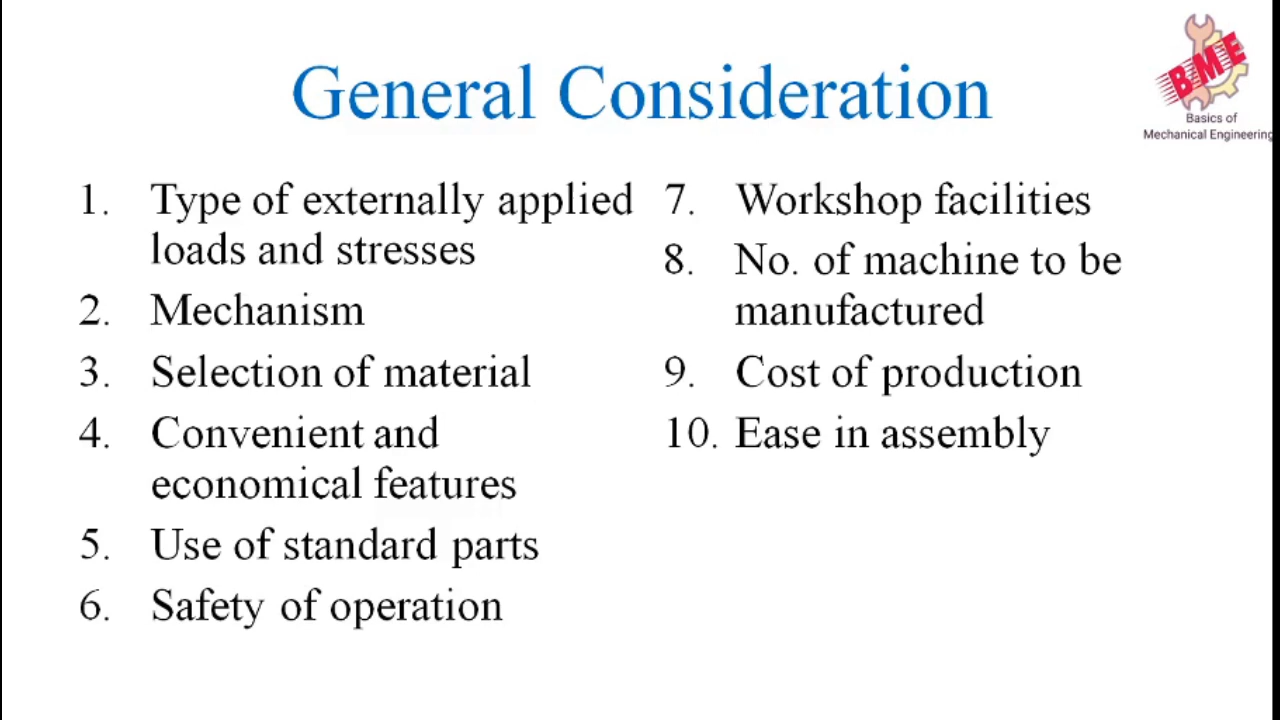 General Consideration
BME
Basics of
Mechanical Engineering
1. Type of externally applied
loads and stresses
2. Mechanism
3. Selection of material
4. Convenient and
economical features
5. Use of standard parts
6. Safety of operation
7. Workshop facilities
8. No. of machine to be
manufactured
9. Cost of production
10. Ease in assembly